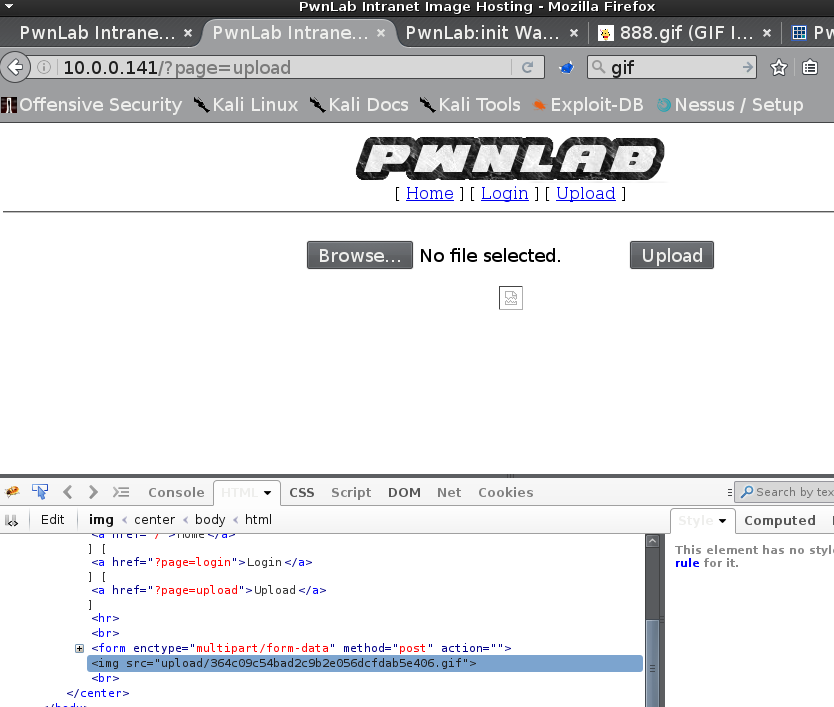 PwnLab Intranet Image Hosting - Mozilla Firefox
PwnLab Intrane... × PwnLab Intrane... × PwnLab:init Wa... × 888.gif (GIF I... × Pw
10.0.0.141/?page=upload gif
Offensive Security Kali Linux Kali Docs Kali Tools Exploit-DB Nessus / Setup
PWNLAB
[ Home ] [ Login ] [ Upload ]
Browse... No file selected. Upload
Console HTML CSS Script DOM Net Cookies Search by tex
Edit img < center < body < html Style Computed
<a href="/">Home</a>
] [
<a href="?page=login">Login</a>
] [
<a href="?page=upload">Upload</a>
]
<hr>
<br>
<form enctype="multipart/form-data" method="post" action="">
<img src="upload/364c09c54bad2c9b2e056dcfdab5e406.gif">
<br>
</center>
</body>
This element has no style
rule for it.